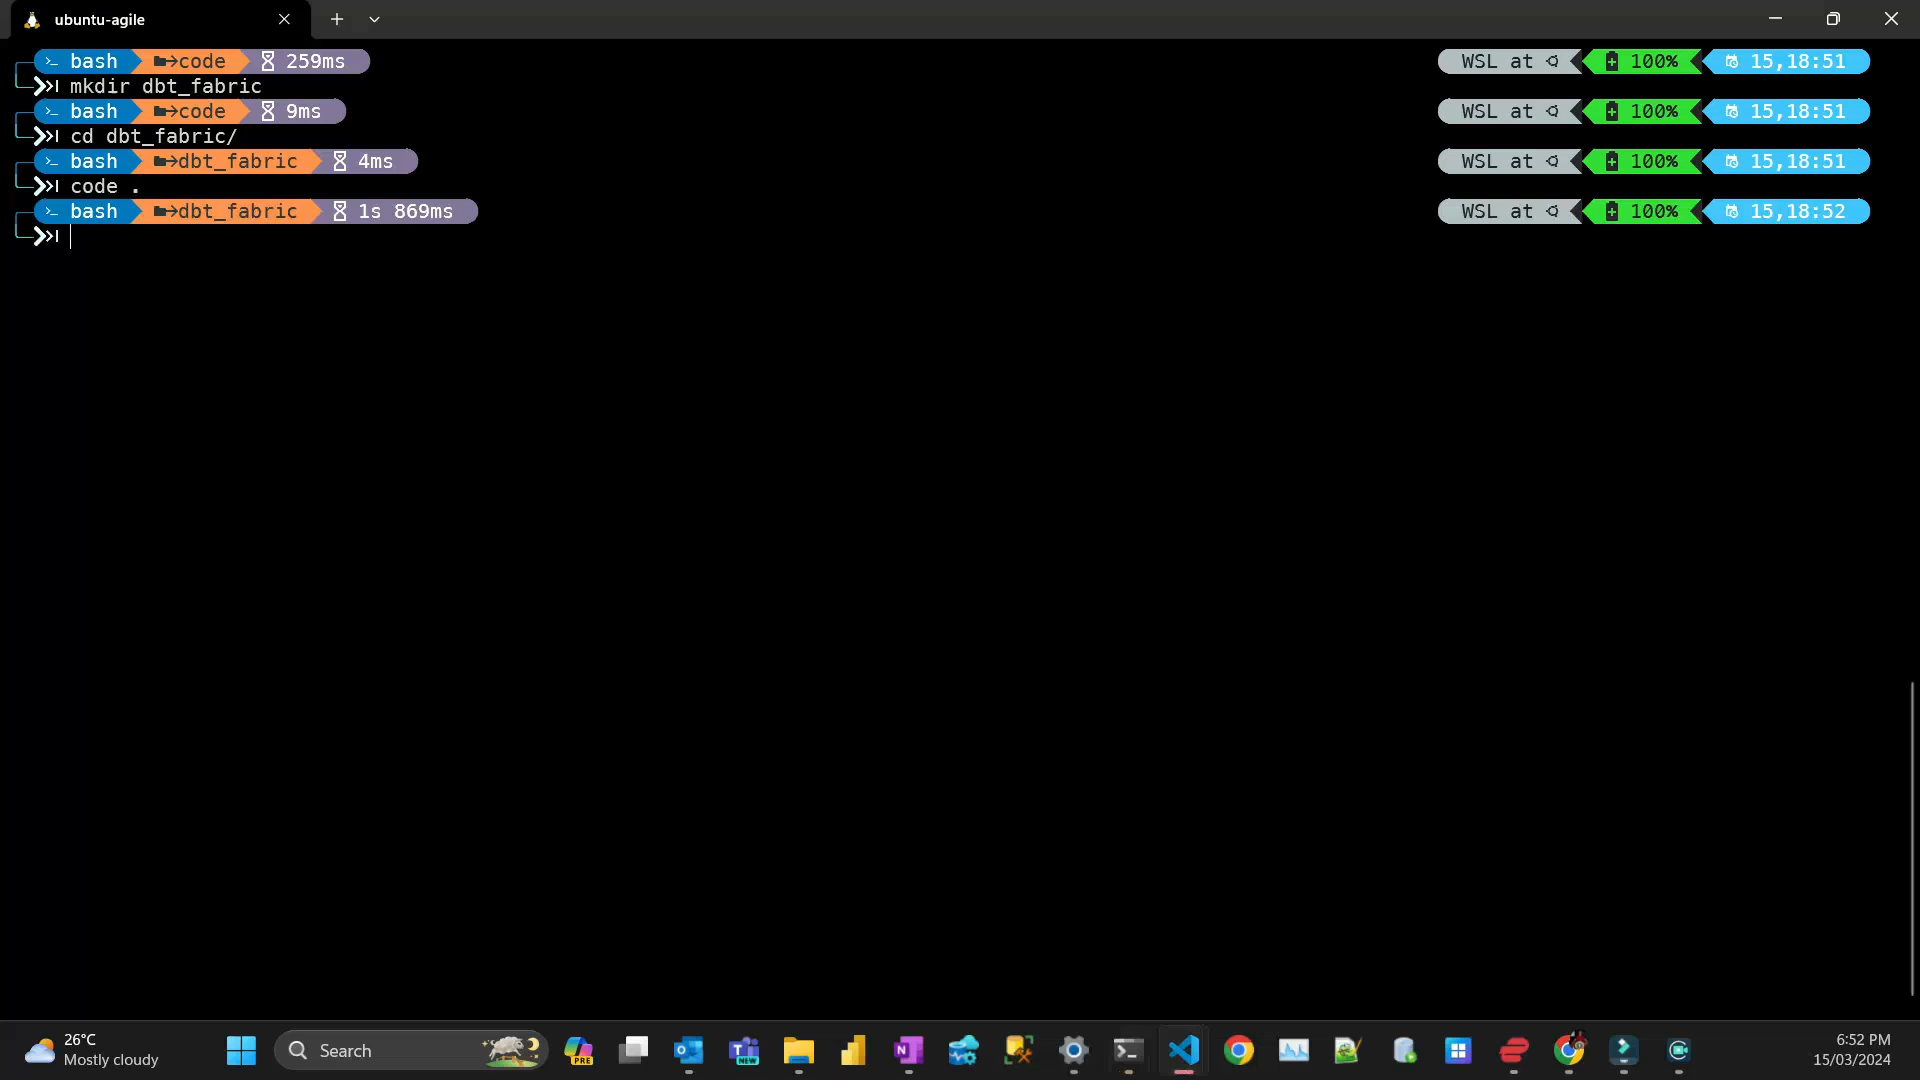 ubuntu-agile
bash code 259ms WSL at 100% 15,18:51
mkdir dbt_fabric
bash code 9ms WSL at 100% 15,18:51
cd dbt_fabric/
bash dbt_fabric 4ms WSL at 100% 15,18:51
code .
bash dbt_fabric 1s 869ms WSL at 100% 15,18:52
26°C
Mostly cloudy
Search
PRE
NEW
6:52 PM
15/03/2024